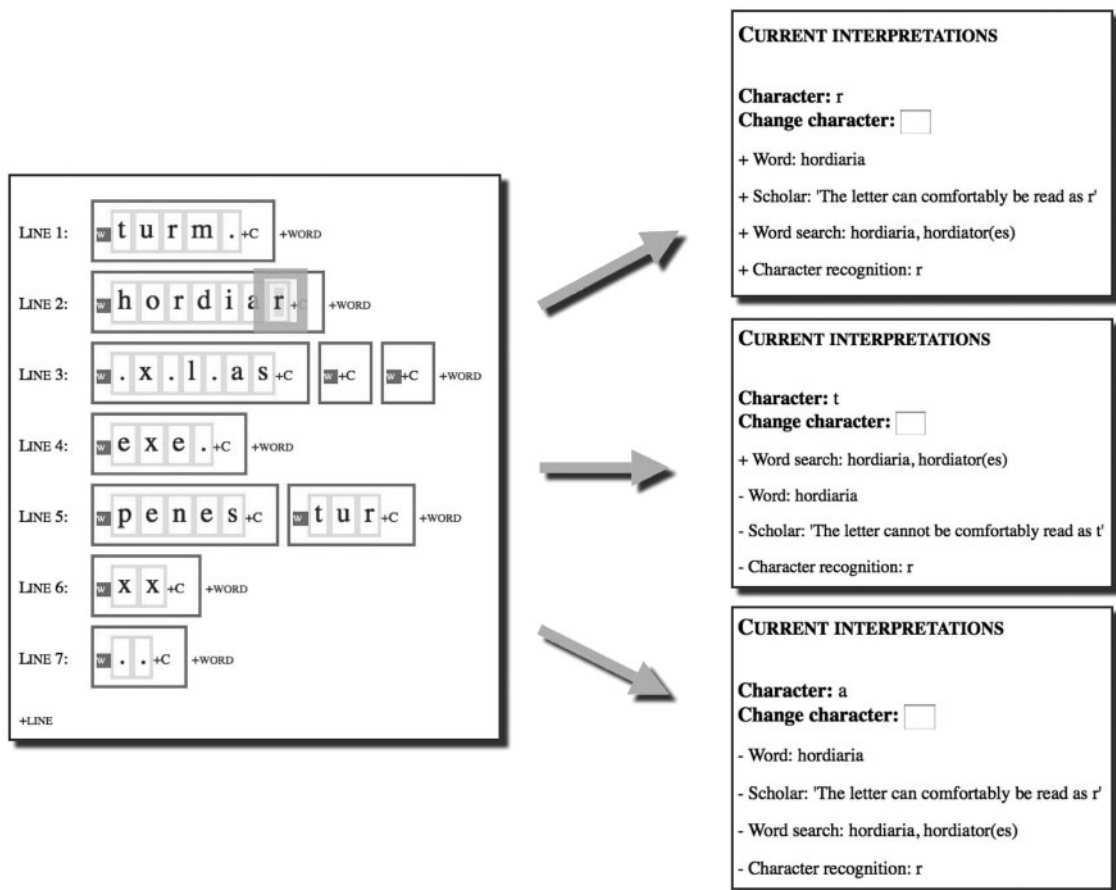 LINE 1: w t u r m . +C +WORD
LINE 2: w h o r d i a r +C +WORD
LINE 3: w . x . l . a s +C w +C w +C +WORD
LINE 4: w e x e . +C +WORD
LINE 5: w p e n e s +C w t u r +C +WORD
LINE 6: w x x +C +WORD
LINE 7: w . . +C +WORD
+LINE
CURRENT INTERPRETATIONS
Character: r
Change character:
+ Word: hordiaria
+ Scholar: 'The letter can comfortably be read as r'
+ Word search: hordiaria, hordiator(es)
+ Character recognition: r
CURRENT INTERPRETATIONS
Character: t
Change character:
+ Word search: hordiaria, hordiator(es)
- Word: hordiaria
- Scholar: 'The letter cannot be comfortably read as t'
- Character recognition: r
CURRENT INTERPRETATIONS
Character: a
Change character:
- Word: hordiaria
- Scholar: 'The letter can comfortably be read as r'
- Word search: hordiaria, hordiator(es)
- Character recognition: r